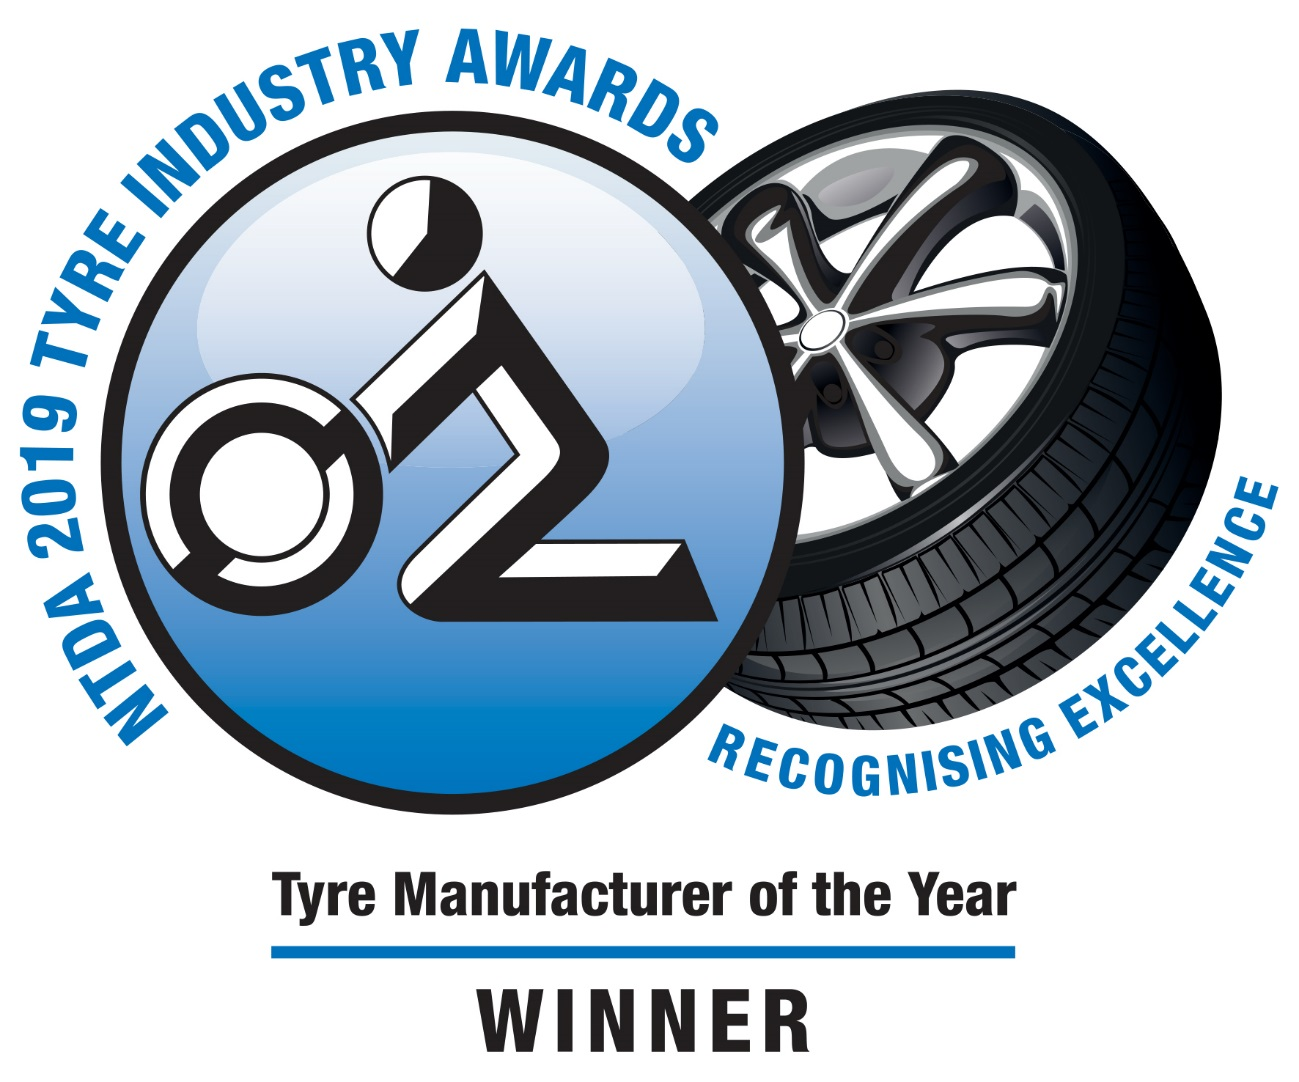 NTDA 2019 TYRE INDUSTRY AWARDS
RECOGNISING EXCELLENCE
Tyre Manufacturer of the Year
WINNER